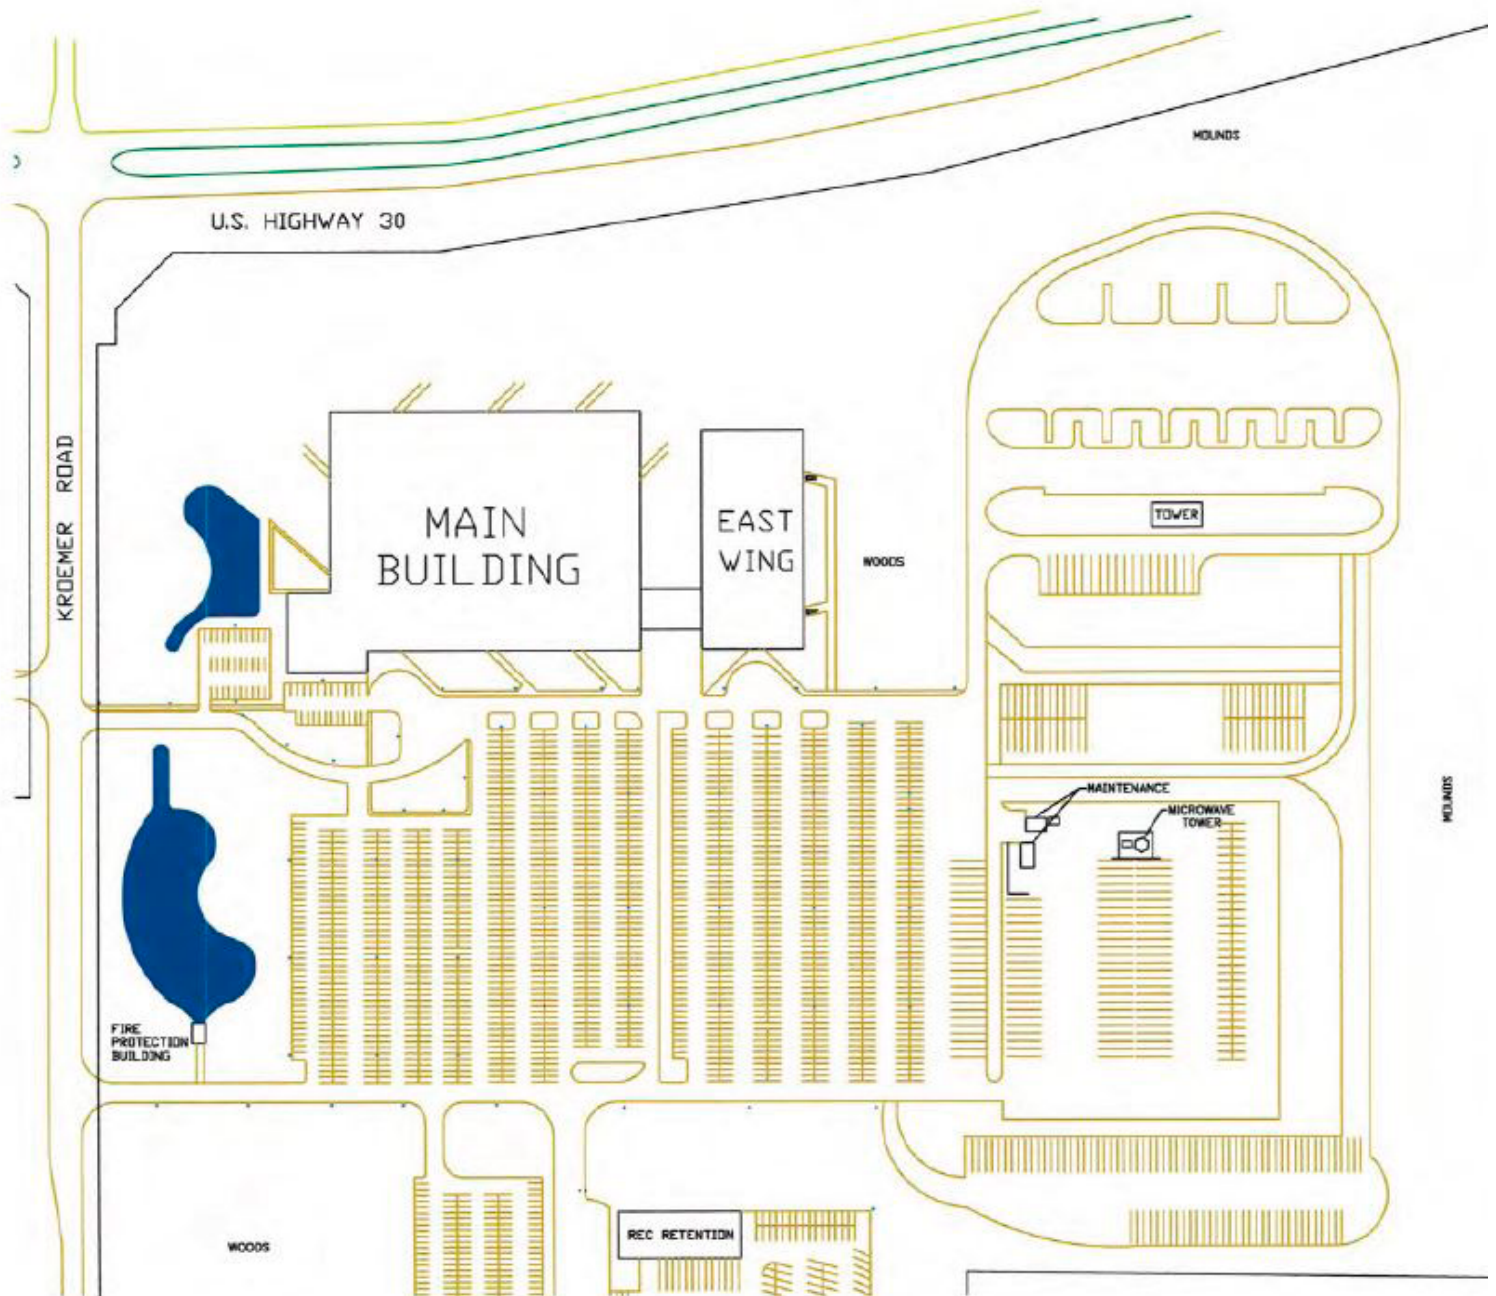 MOUNDS
U.S. HIGHWAY 30
KROEMER ROAD
MAIN
BUILDING
EAST
WING
WOODS
TOWER
MAINTENANCE
MICROWAVE
TOWER
MOUNDS
FIRE
PROTECTION
BUILDING
REC RETENTION
WOODS